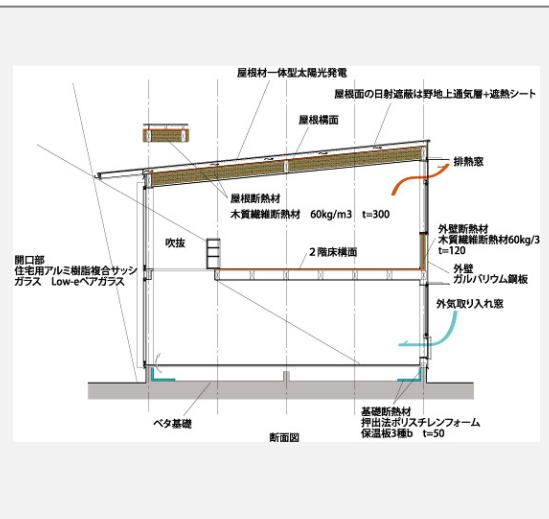 屋根材一体型太陽光発電
屋根面の日射遮蔽は野地上通気層+遮熱シート
屋根構面
排熱窓
屋根断熱材
木質繊維断熱材 60kg/m3 t=300
外壁断熱材
木質繊維断熱材60kg/3
t=120
吹抜
2階床構面
開口部
住宅用アルミ樹脂複合サッシ
ガラス Low-eペアガラス
外壁
ガルバリウム鋼板
外気取り入れ窓
ベタ基礎
基礎断熱材
押出法ポリスチレンフォーム
保温板3種b t=50
断面図